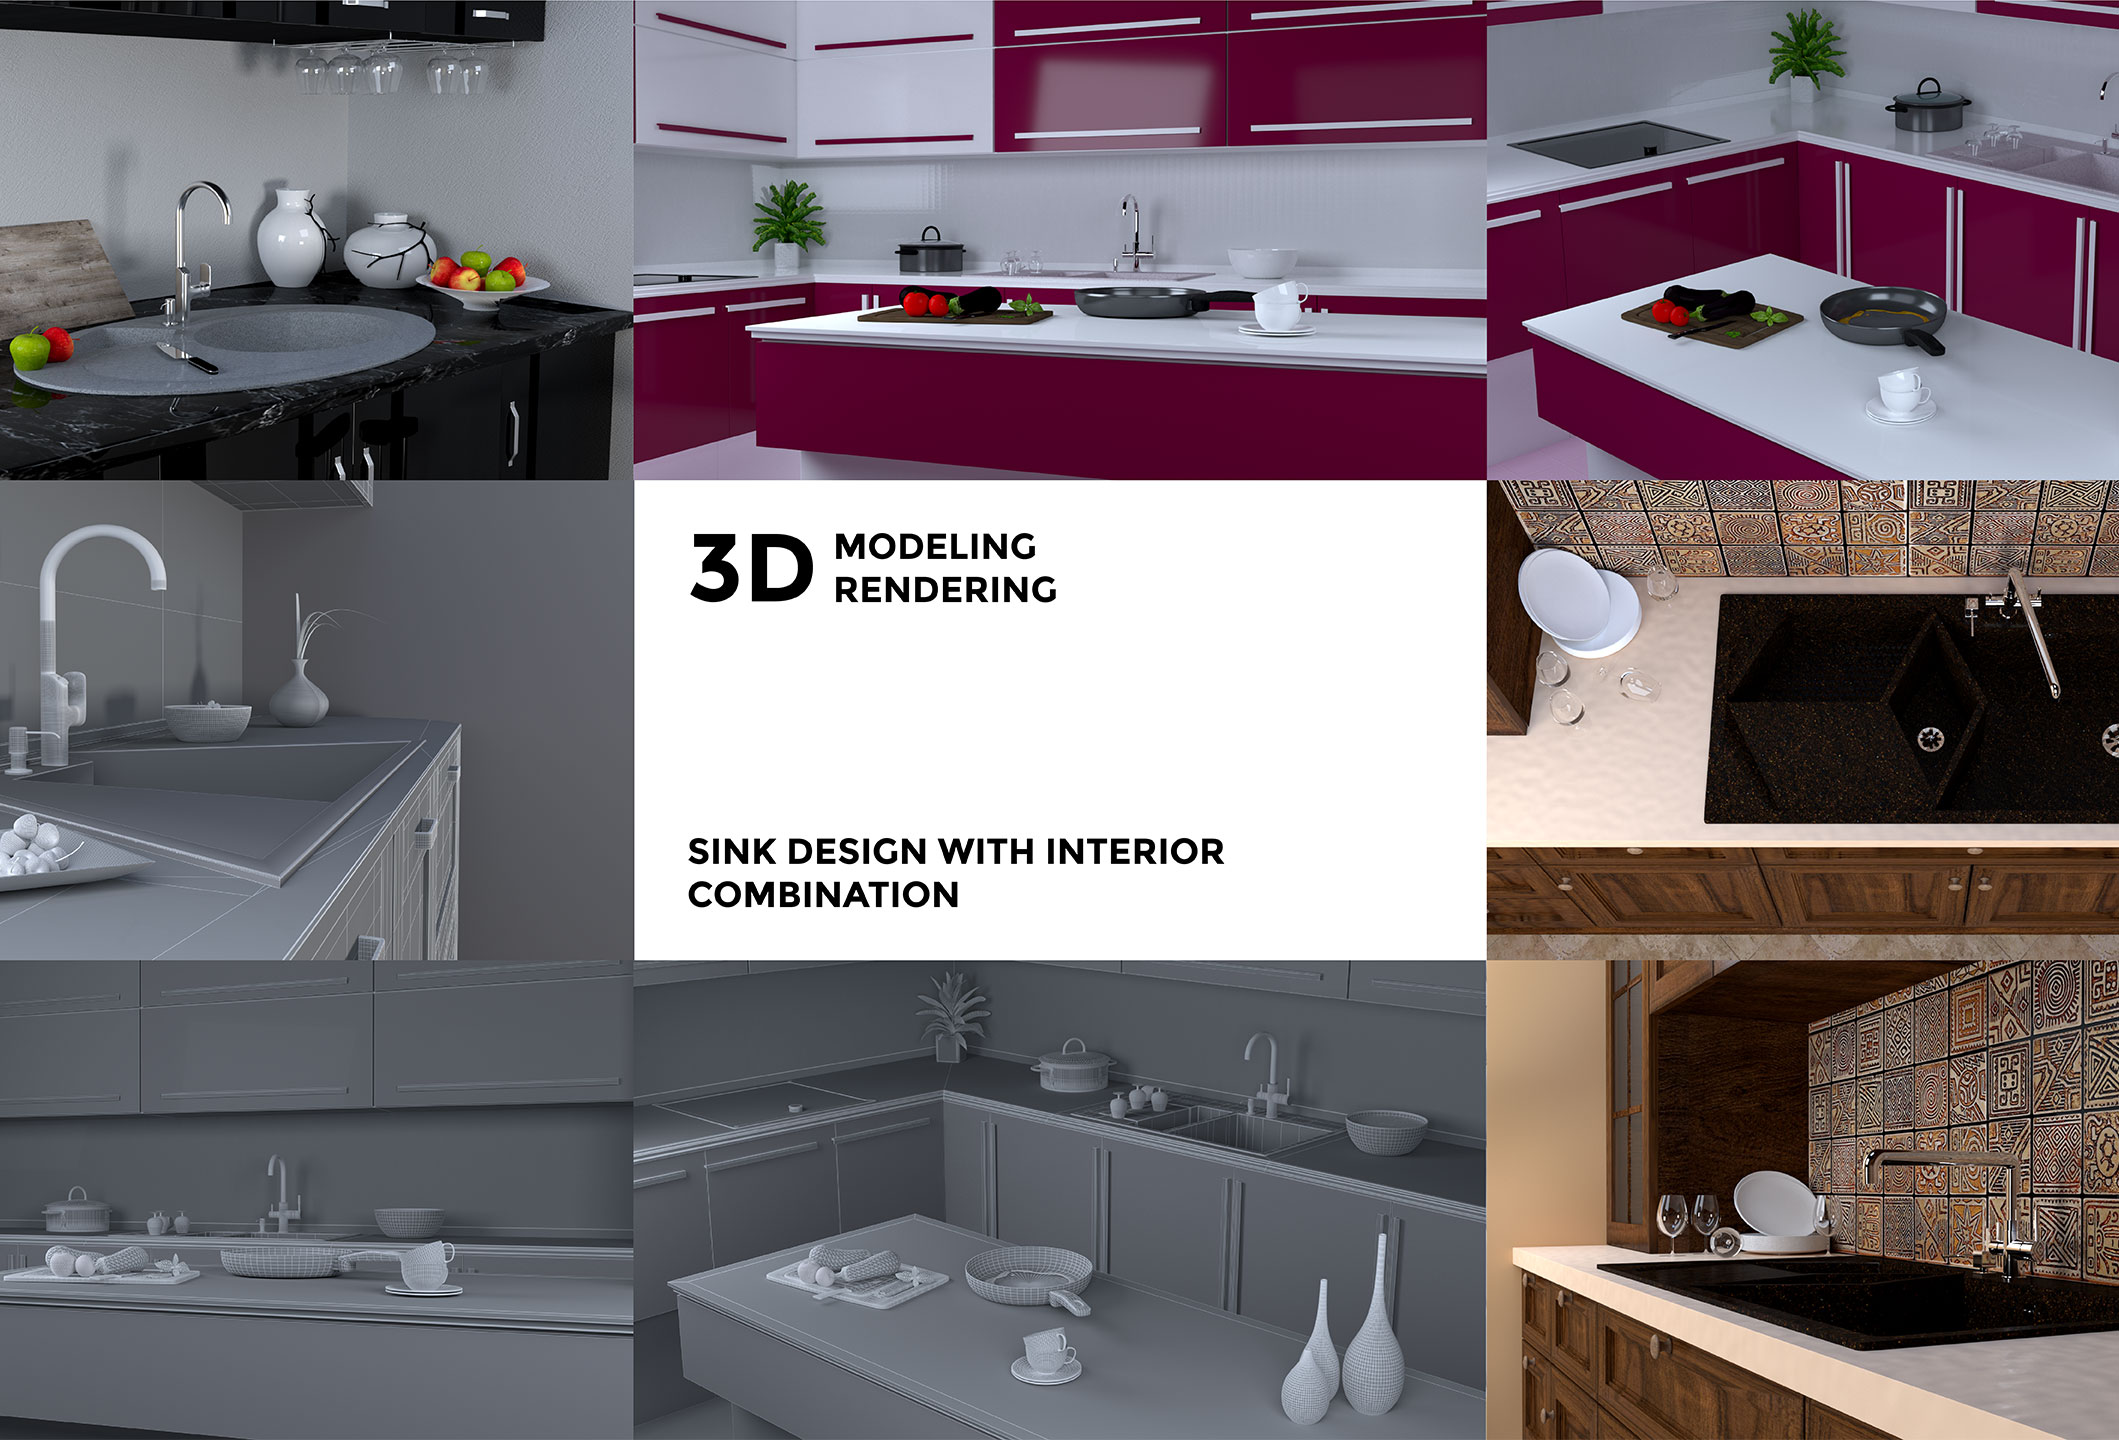 3D MODELING
RENDERING
SINK DESIGN WITH INTERIOR
COMBINATION